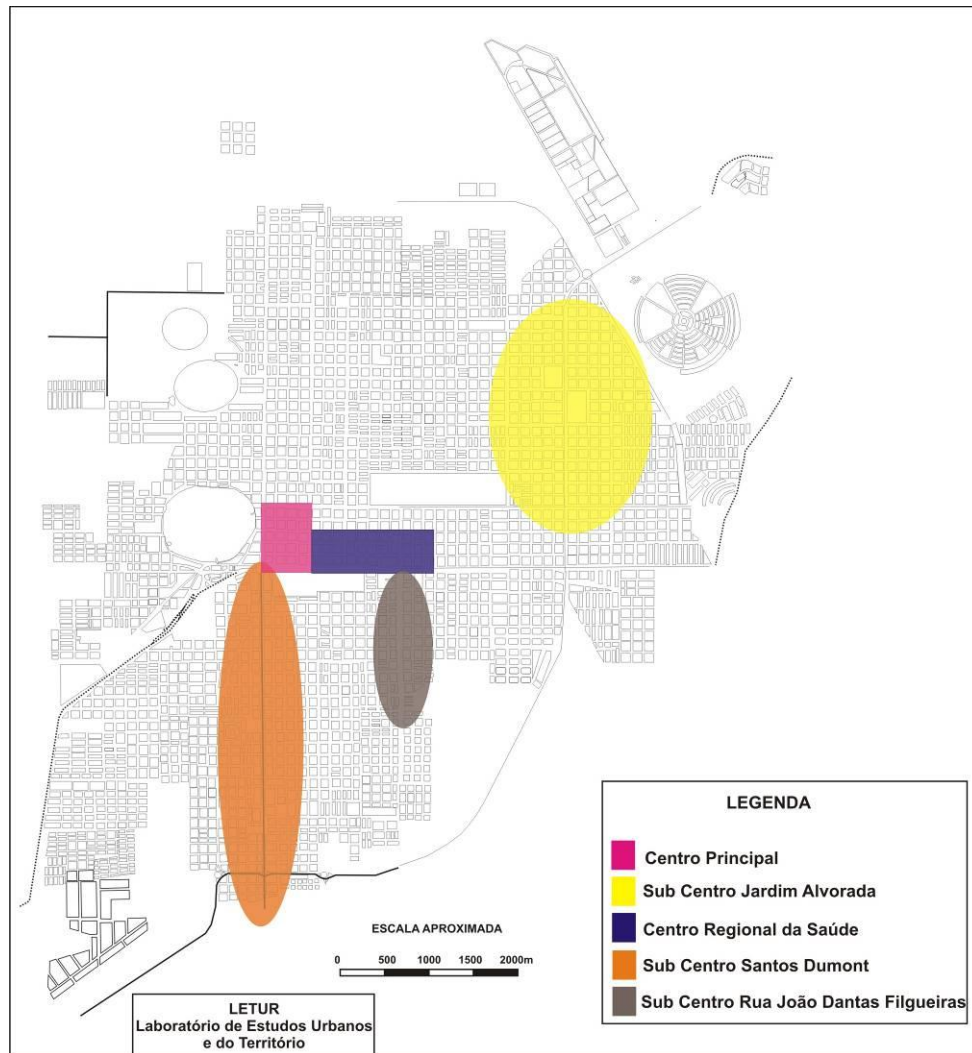 LEGENDA
Centro Principal
Sub Centro Jardim Alvorada
Centro Regional da Saúde
Sub Centro Santos Dumont
Sub Centro Rua João Dantas Filgueiras
ESCALA APROXIMADA
0 500 1000 1500 2000m
LETUR
Laboratório de Estudos Urbanos
e do Território